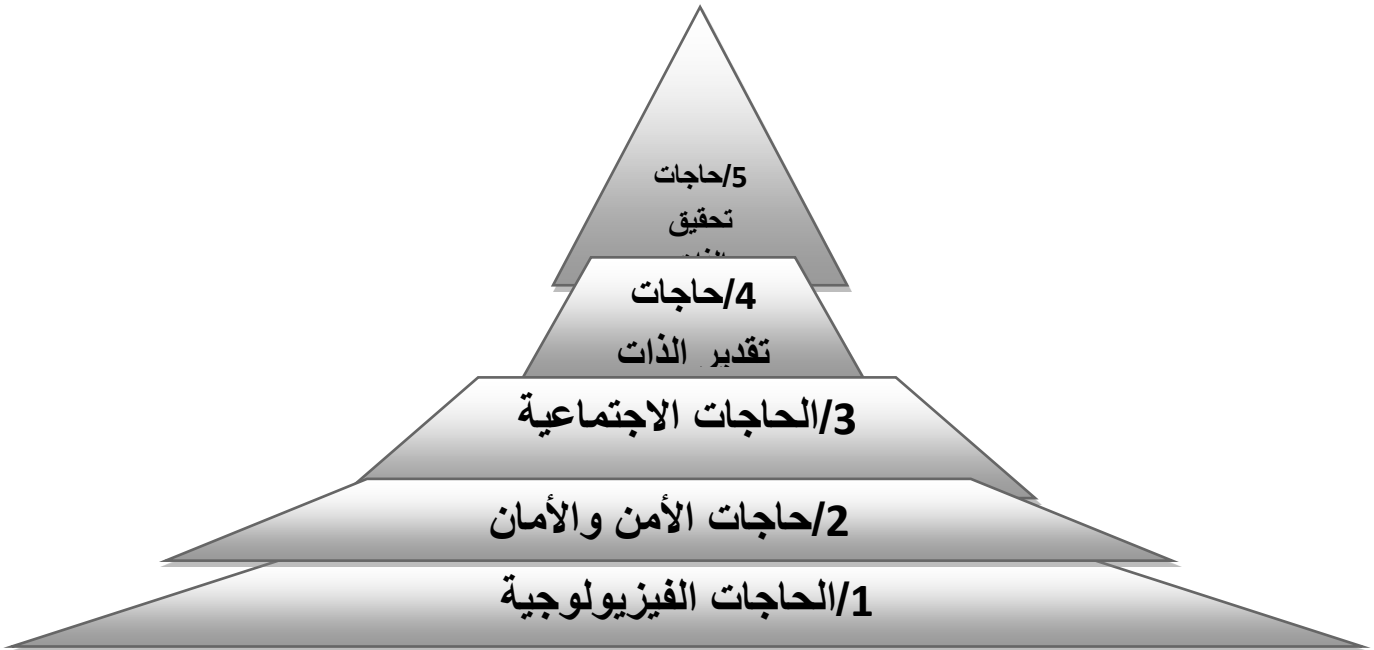 5/حاجات
تحقيق
4/حاجات
تقدير الذات
3/الحاجات الاجتماعية
2/حاجات الأمن والأمان
1/الحاجات الفيزيولوجية